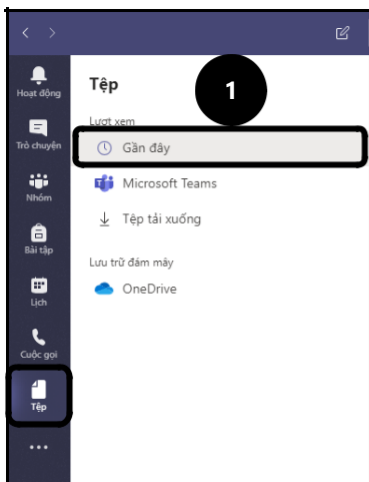 Hoạt động
Trò chuyện
Nhóm
Bài tập
Lịch
Cuộc gọi
Tệp
Tệp
1
Lượt xem
Gần đây
Microsoft Teams
Tệp tải xuống
Lưu trữ đám mây
OneDrive